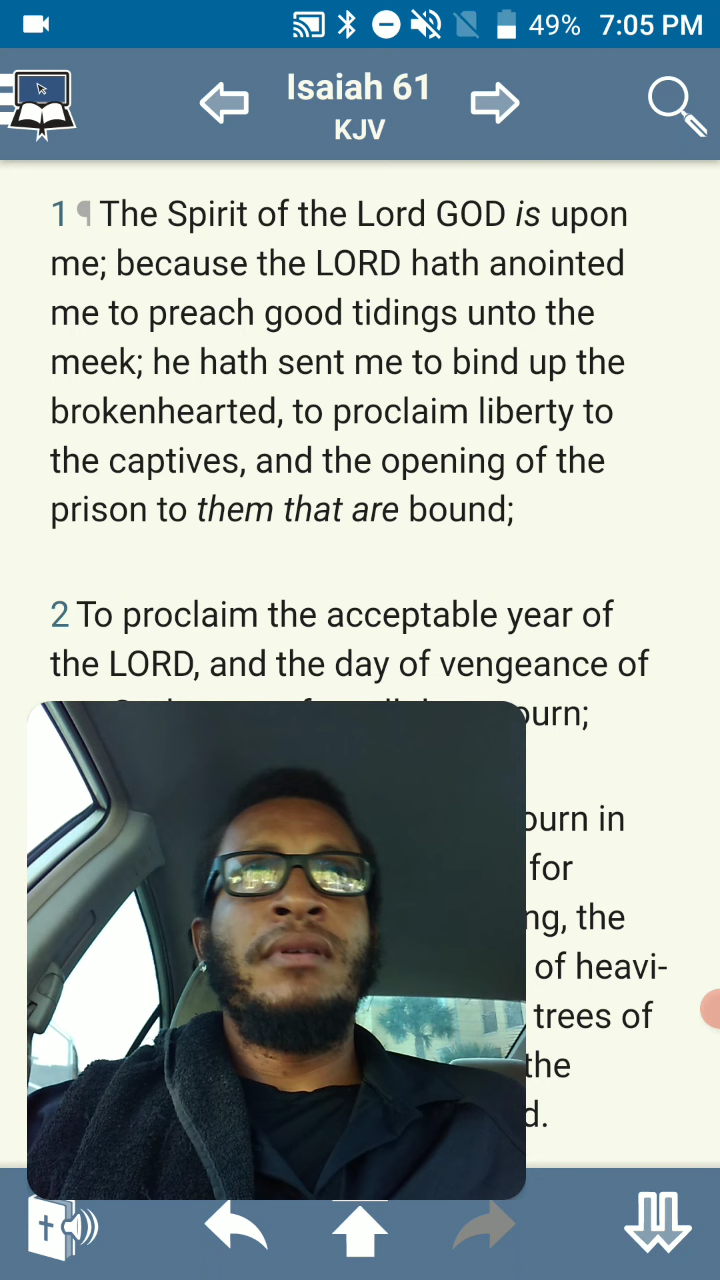 49% 7:05 PM
Isaiah 61
KJV
1 ¶ The Spirit of the Lord GOD is upon
me; because the LORD hath anointed
me to preach good tidings unto the
meek; he hath sent me to bind up the
brokenhearted, to proclaim liberty to
the captives, and the opening of the
prison to them that are bound;
2 To proclaim the acceptable year of
the LORD, and the day of vengeance of
ourn;
ourn in
for
ng, the
of heavi-
trees of
the
d.